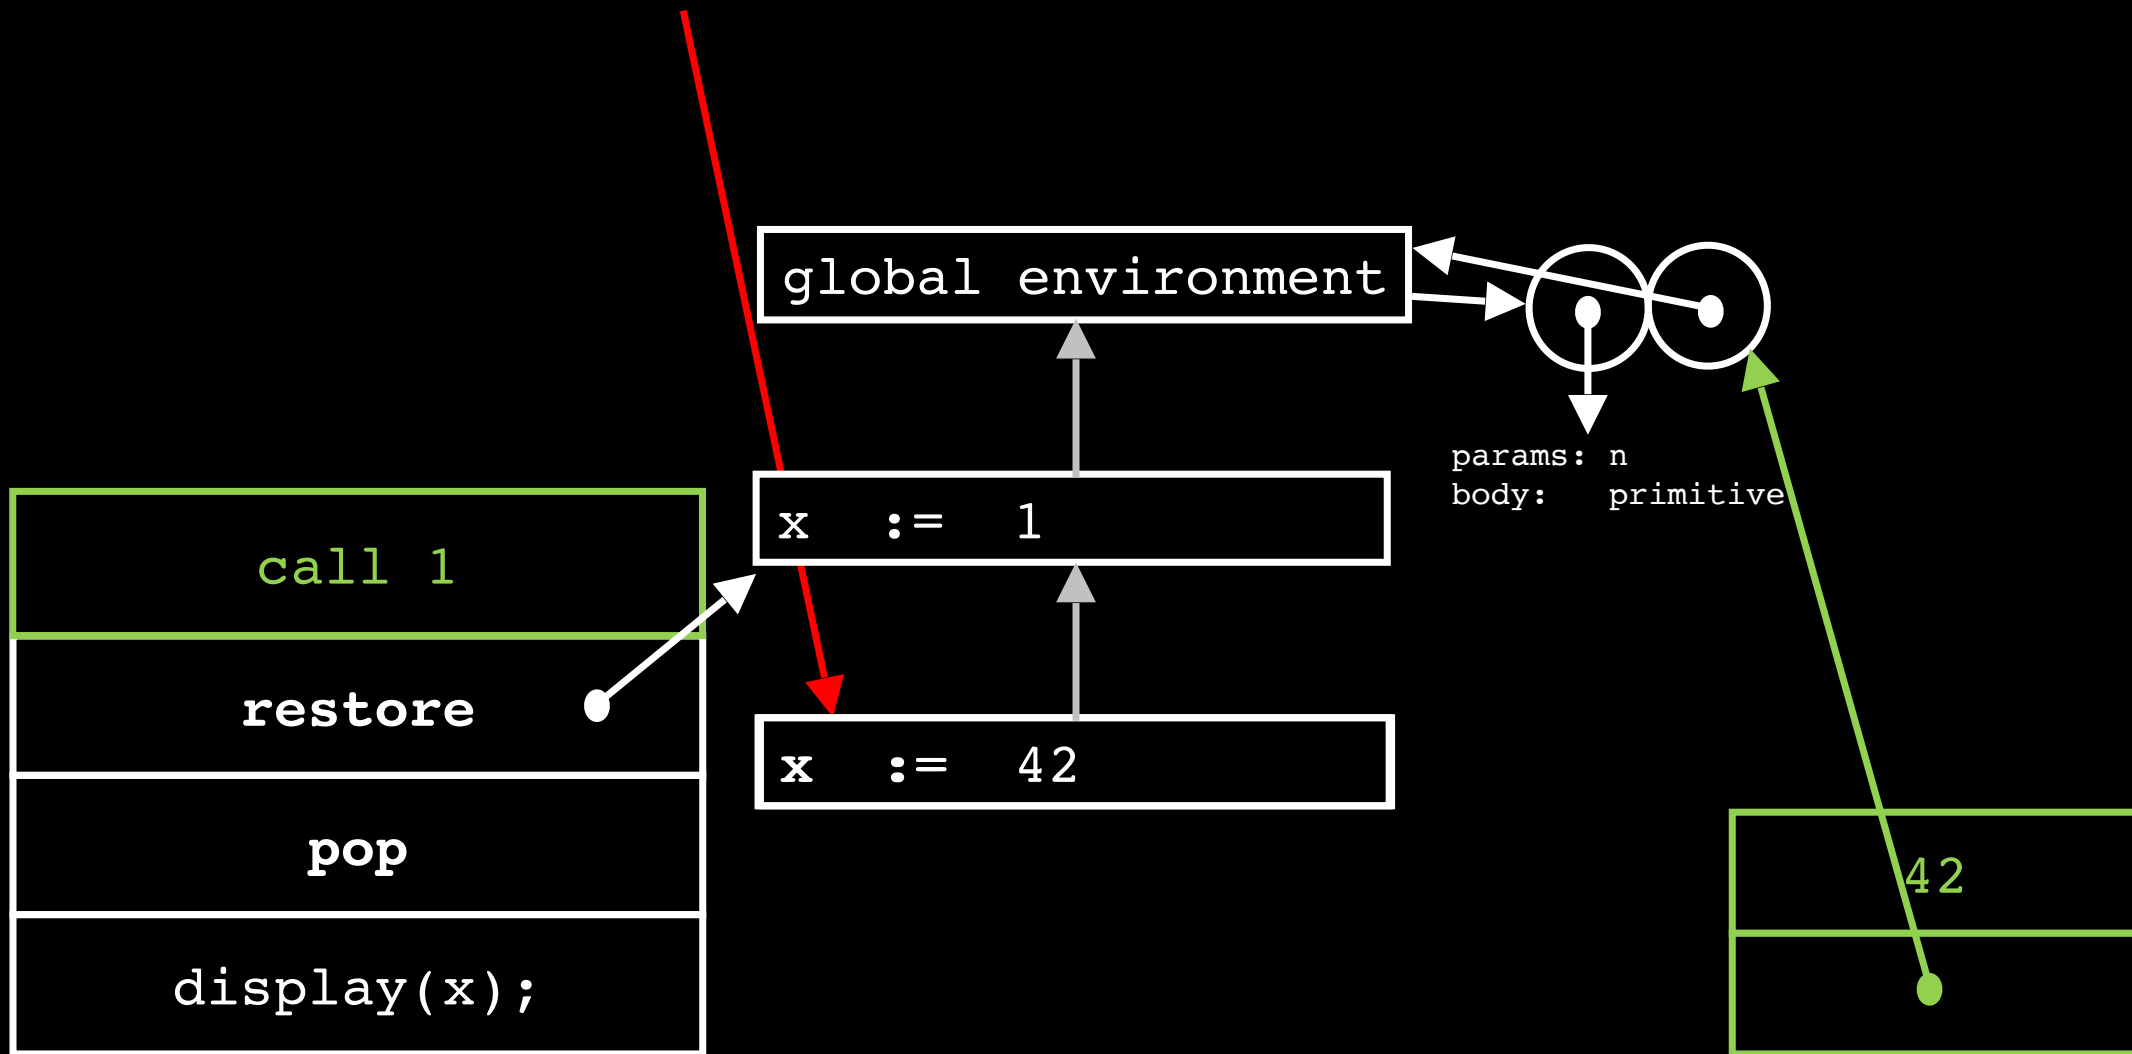 global environment
params: n
body: primitive
x := 1
call 1
restore
x := 42
pop
42
display(x);